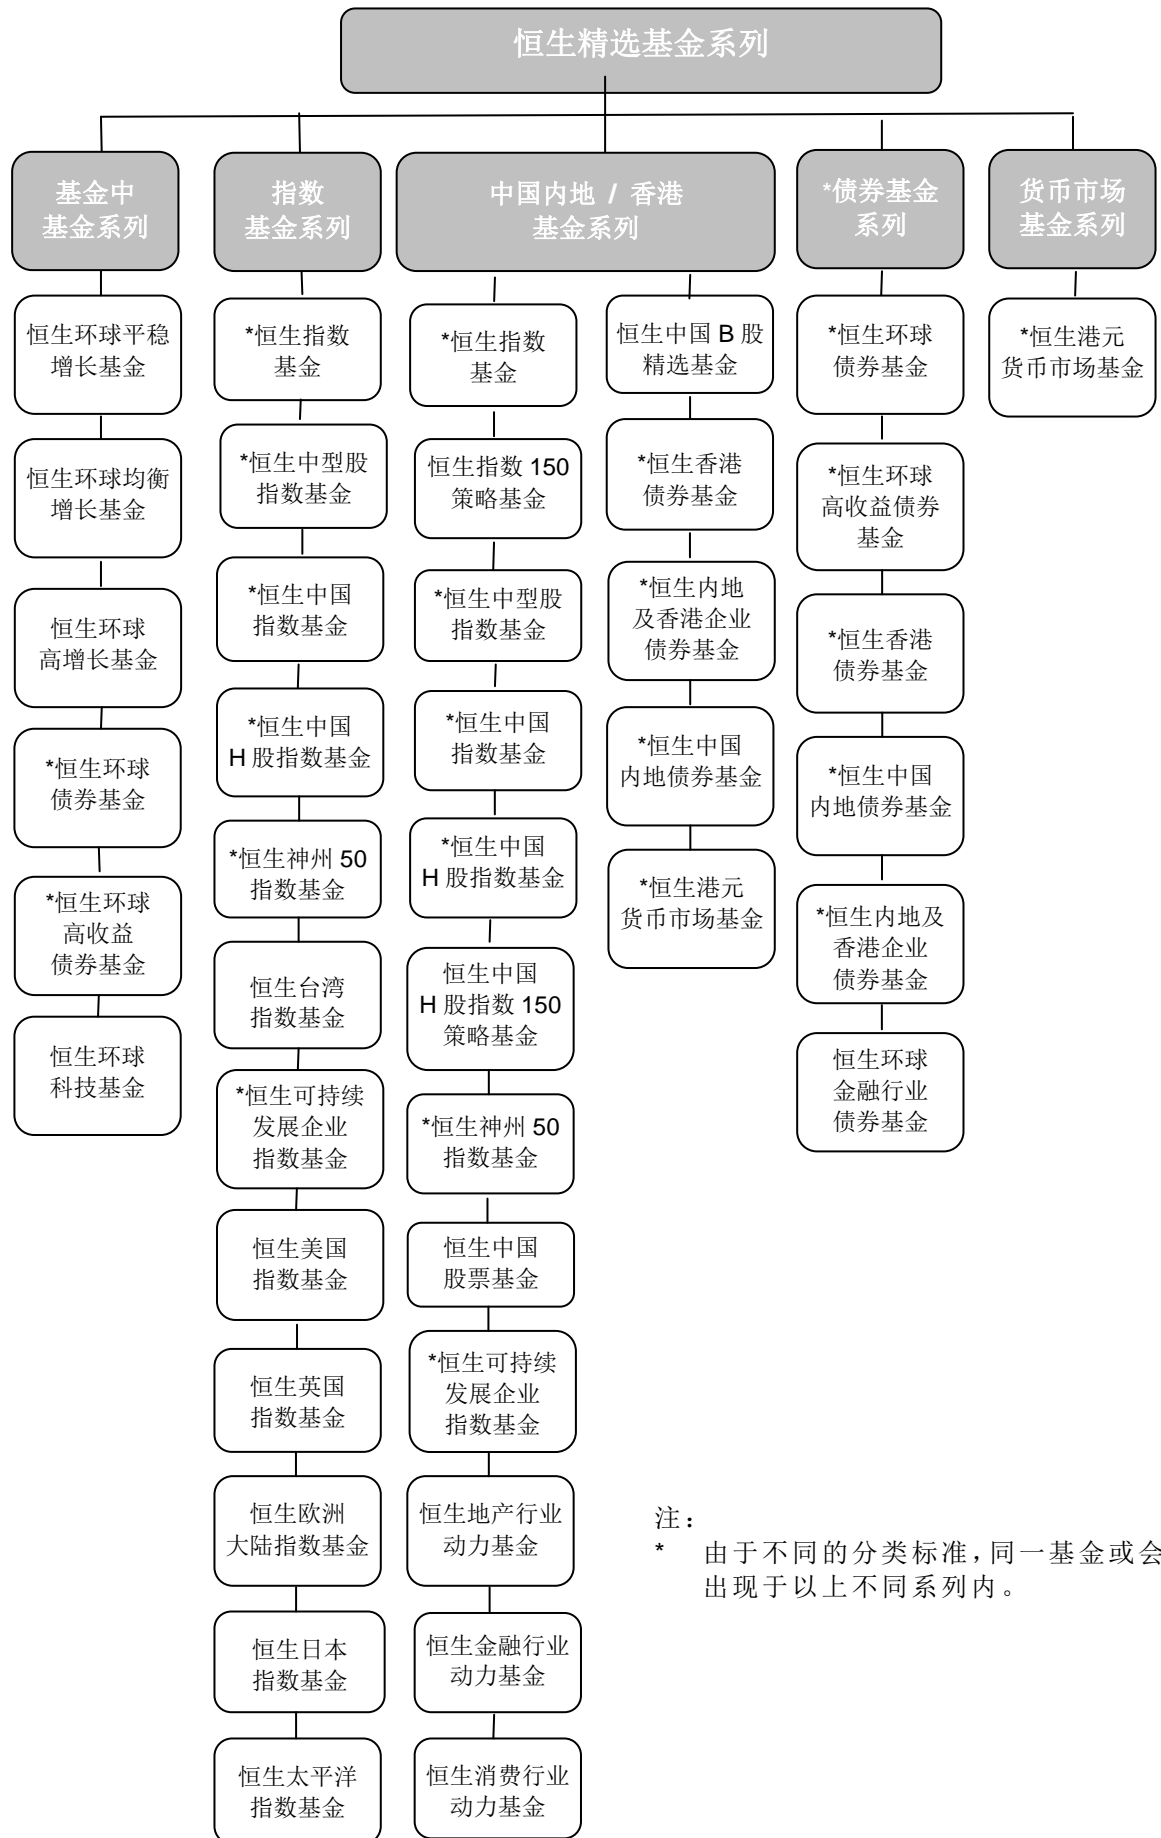 恒生精选基金系列
基金中
基金系列
指数
基金系列
中国内地 / 香港
基金系列
*债券基金
系列
货币市场
基金系列
恒生环球平稳
增长基金
恒生环球均衡
增长基金
恒生环球
高增长基金
*恒生环球
债券基金
*恒生环球
高收益
债券基金
恒生环球
科技基金
*恒生指数
基金
*恒生中型股
指数基金
*恒生中国
指数基金
*恒生中国
H 股指数基金
*恒生神州 50
指数基金
恒生台湾
指数基金
*恒生可持续
发展企业
指数基金
恒生美国
指数基金
恒生英国
指数基金
恒生欧洲
大陆指数基金
恒生日本
指数基金
恒生太平洋
指数基金
*恒生指数
基金
恒生指数 150
策略基金
*恒生中型股
指数基金
*恒生中国
指数基金
*恒生中国
H 股指数基金
恒生中国
H 股指数 150
策略基金
*恒生神州 50
指数基金
恒生中国
股票基金
*恒生可持续
发展企业
指数基金
恒生地产行业
动力基金
恒生金融行业
动力基金
恒生消费行业
动力基金
恒生中国 B 股
精选基金
*恒生香港
债券基金
*恒生内地
及香港企业
债券基金
*恒生中国
内地债券基金
*恒生港元
货币市场基金
*恒生环球
债券基金
*恒生环球
高收益债券
基金
*恒生香港
债券基金
*恒生中国
内地债券基金
*恒生内地及
香港企业
债券基金
恒生环球
金融行业
债券基金
*恒生港元
货币市场基金
注:
* 由于不同的分类标准,同一基金或会
出现于以上不同系列内。